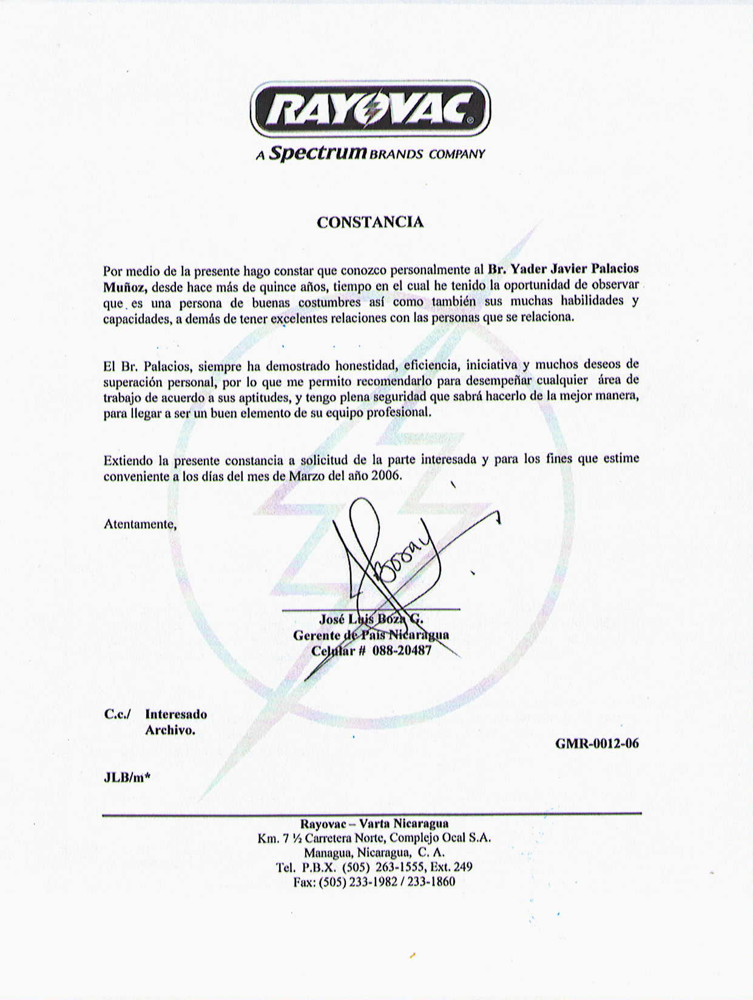 RAYOVAC®
A Spectrum BRANDS COMPANY
CONSTANCIA
Por medio de la presente hago constar que conozco personalmente al Br. Yader Javier Palacios
Muñoz, desde hace más de quince años, tiempo en el cual he tenido la oportunidad de observar
que es una persona de buenas costumbres así como también sus muchas habilidades y
capacidades, a demás de tener excelentes relaciones con las personas que se relaciona.
El Br. Palacios, siempre ha demostrado honestidad, eficiencia, iniciativa y muchos deseos de
superación personal, por lo que me permito recomendarlo para desempeñar cualquier área de
trabajo de acuerdo a sus aptitudes, y tengo plena seguridad que sabrá hacerlo de la mejor manera,
para llegar a ser un buen elemento de su equipo profesional.
Extiendo la presente constancia a solicitud de la parte interesada y para los fines que estime
conveniente a los días del mes de Marzo del año 2006.
Atentamente,
José Luis Boza G.
Gerente de País Nicaragua
Celular # 088-20487
C.c./ Interesado
Archivo.
GMR-0012-06
JLB/m*
Rayovac – Varta Nicaragua
Km. 7 ½ Carretera Norte, Complejo Ocal S.A.
Managua, Nicaragua, C. A.
Tel. P.B.X. (505) 263-1555, Ext. 249
Fax: (505) 233-1982 / 233-1860